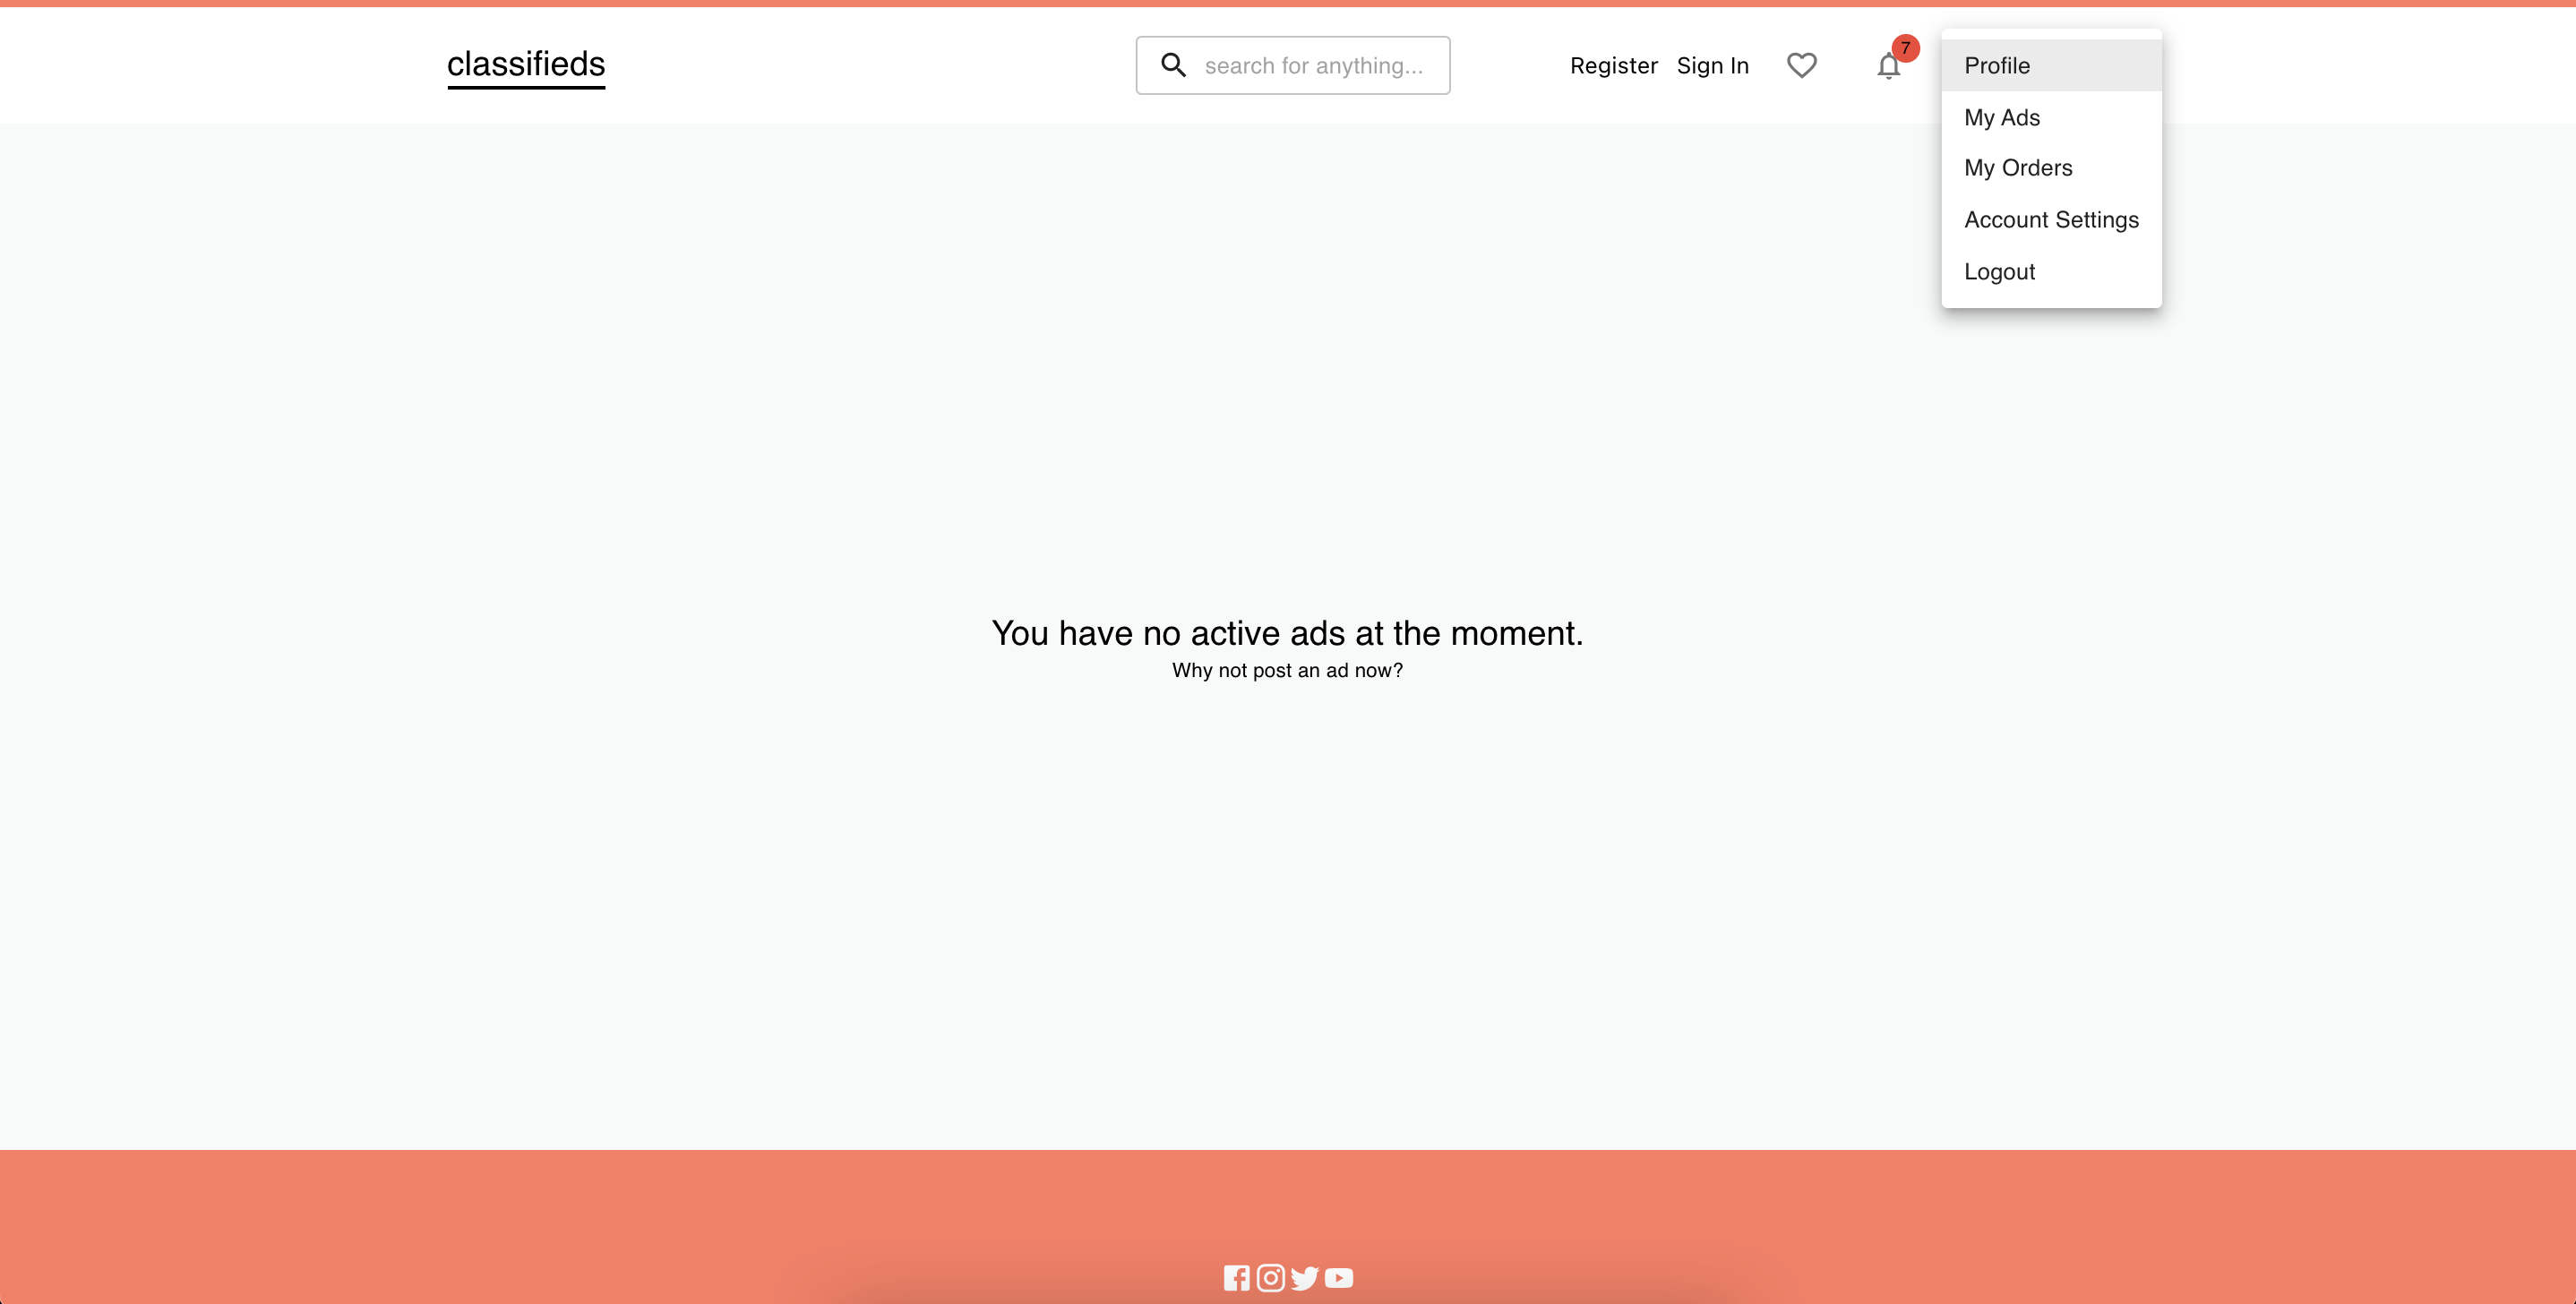 classifieds
search for anything...
Register Sign In
7
Profile
My Ads
My Orders
Account Settings
Logout
You have no active ads at the moment.
Why not post an ad now?